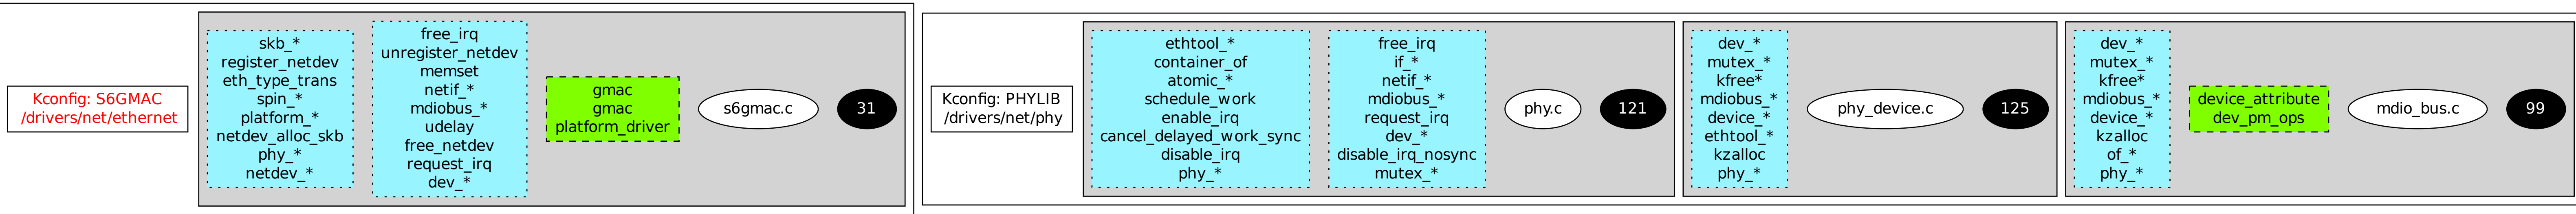 Kconfig: S6GMAC
/drivers/net/ethernet
skb_*
register_netdev
eth_type_trans
spin_*
platform_*
netdev_alloc_skb
phy_*
netdev_*
free_irq
unregister_netdev
memset
netif_*
mdiobus_*
udelay
free_netdev
request_irq
dev_*
gmac
gmac
platform_driver
s6gmac.c
31
Kconfig: PHYLIB
/drivers/net/phy
ethtool_*
container_of
atomic_*
schedule_work
enable_irq
cancel_delayed_work_sync
disable_irq
phy_*
free_irq
if_*
netif_*
mdiobus_*
request_irq
dev_*
disable_irq_nosync
mutex_*
phy.c
121
dev_*
mutex_*
kfree*
mdiobus_*
device_*
ethtool_*
kzalloc
phy_*
phy_device.c
125
dev_*
mutex_*
kfree*
mdiobus_*
device_*
kzalloc
of_*
phy_*
device_attribute
dev_pm_ops
mdio_bus.c
99